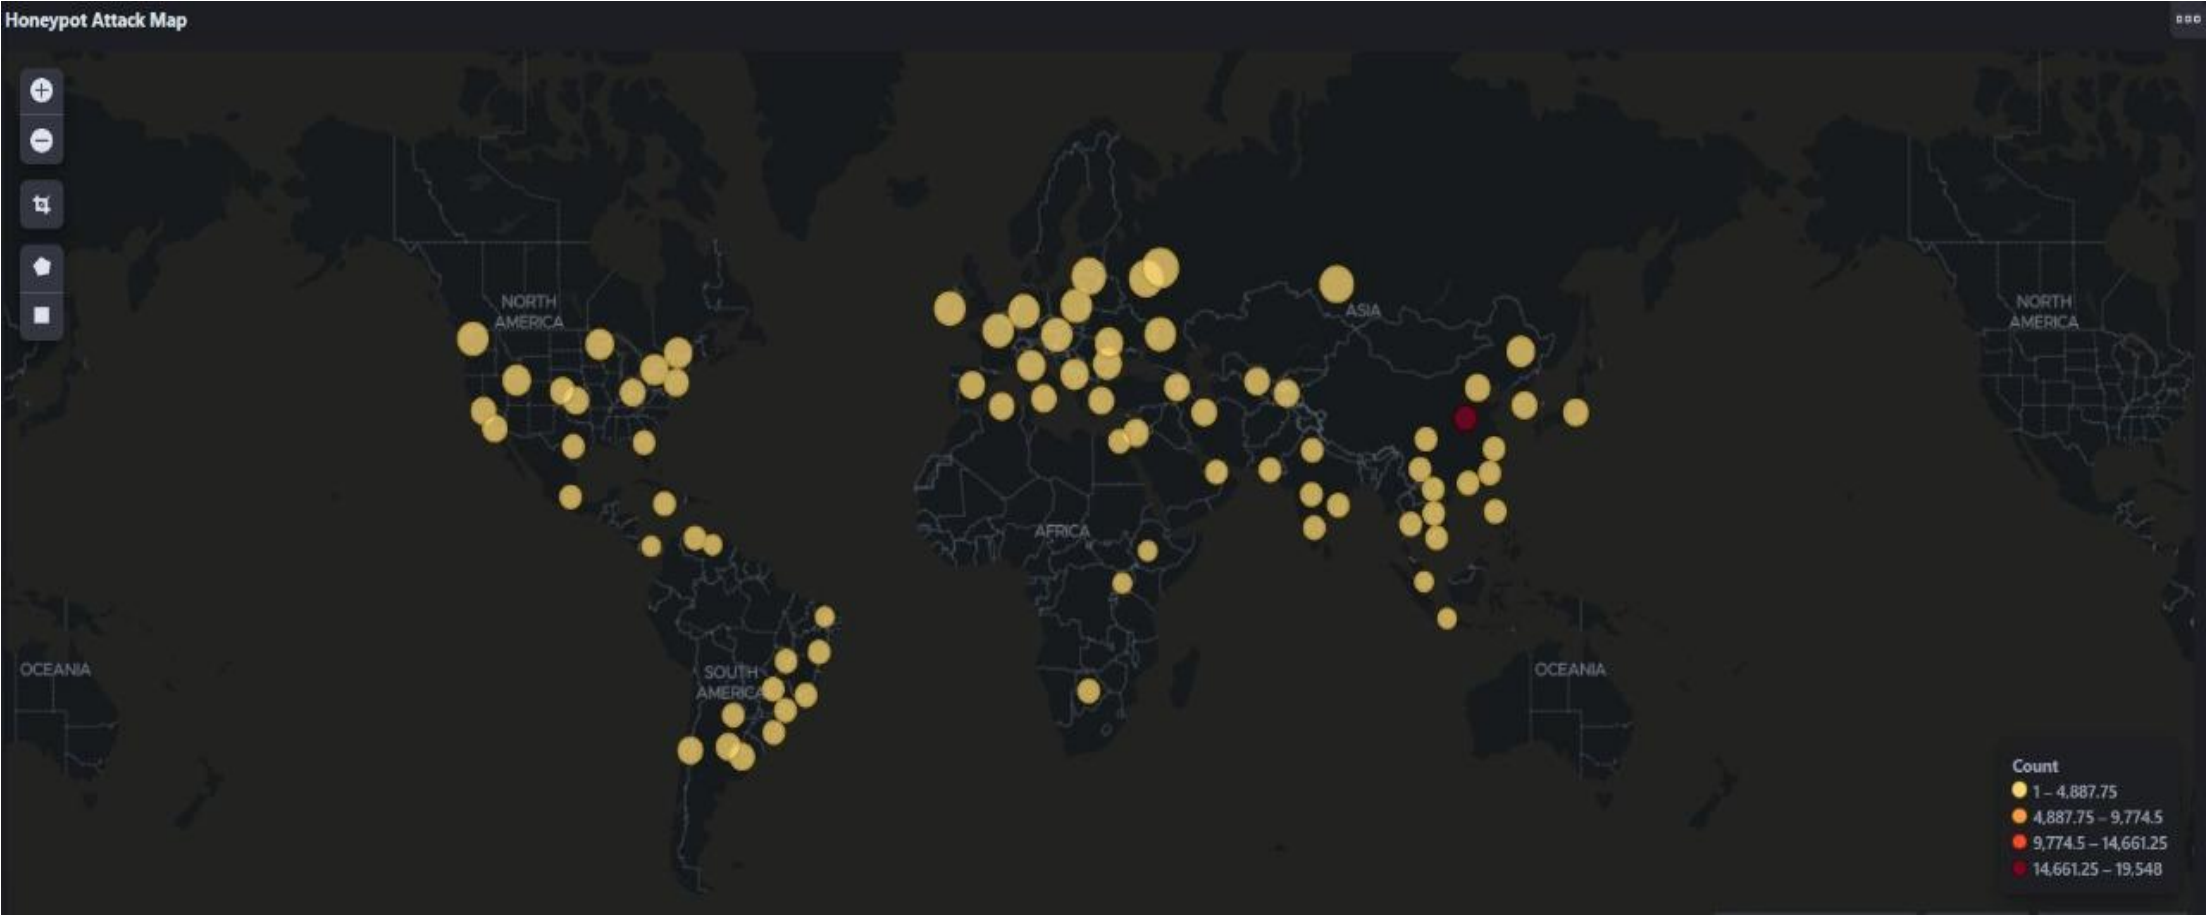 Honeypot Attack Map
NORTH
AMERICA
ASIA
NORTH
AMERICA
AFRICA
OCEANIA
SOUTH
AMERICA
OCEANIA
Count
1 – 4,887.75
4,887.75 – 9,774.5
9,774.5 – 14,661.25
14,661.25 – 19,548